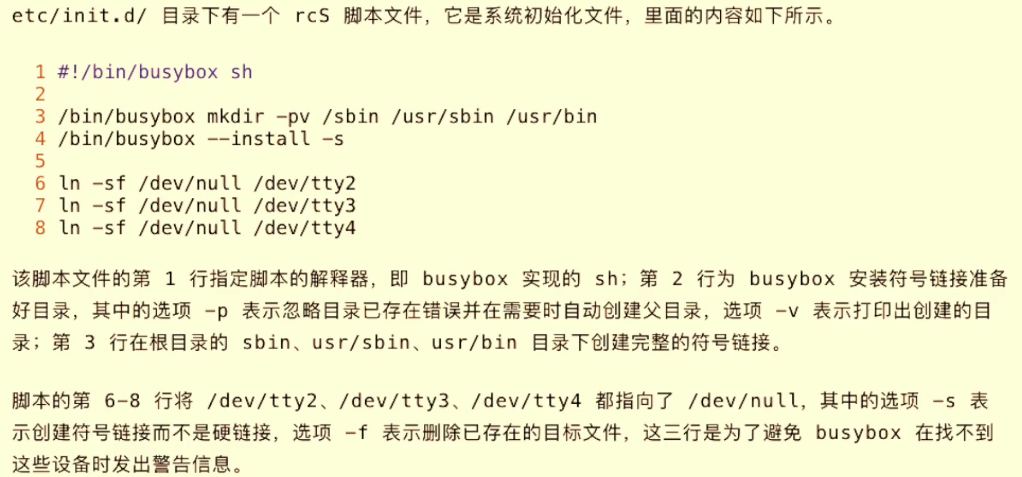 etc/init.d/ 目录下有一个 rcS 脚本文件，它是系统初始化文件，里面的内容如下所示。
1 #!/bin/busybox sh
2
3 /bin/busybox mkdir -pv /sbin /usr/sbin /usr/bin
4 /bin/busybox --install -s
5
6 ln -sf /dev/null /dev/tty2
7 ln -sf /dev/null /dev/tty3
8 ln -sf /dev/null /dev/tty4
该脚本文件的第 1 行指定脚本的解释器，即 busybox 实现的 sh；第 2 行为 busybox 安装符号链接准备
好目录，其中的选项 -p 表示忽略目录已存在错误并在需要时自动创建父目录，选项 -v 表示打印出创建的目
录；第 3 行在根目录的 sbin、usr/sbin、usr/bin 目录下创建完整的符号链接。
脚本的第 6-8 行将 /dev/tty2、/dev/tty3、/dev/tty4 都指向了 /dev/null，其中的选项 -s 表
示创建符号链接而不是硬链接，选项 -f 表示删除已存在的目标文件，这三行是为了避免 busybox 在找不到
这些设备时发出警告信息。